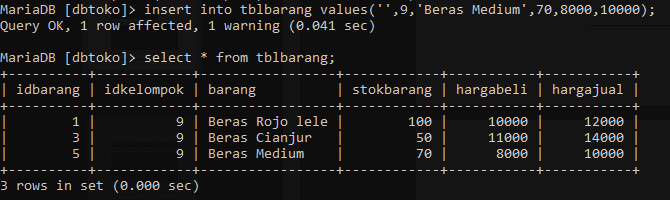 MariaDB [dbtoko]> insert into tblbarang values('',9,'Beras Medium',70,8000,10000);
Query OK, 1 row affected, 1 warning (0.041 sec)

MariaDB [dbtoko]> select * from tblbarang;
+----------+------------+-----------------+------------+-----------+-----------+
| idbarang | idkelompok | barang          | stokbarang | hargabeli | hargajual |
+----------+------------+-----------------+------------+-----------+-----------+
|        1 |          9 | Beras Rojo lele |        100 |     10000 |     12000 |
|        3 |          9 | Beras Cianjur   |         50 |     11000 |     14000 |
|        5 |          9 | Beras Medium    |         70 |      8000 |     10000 |
+----------+------------+-----------------+------------+-----------+-----------+
3 rows in set (0.000 sec)